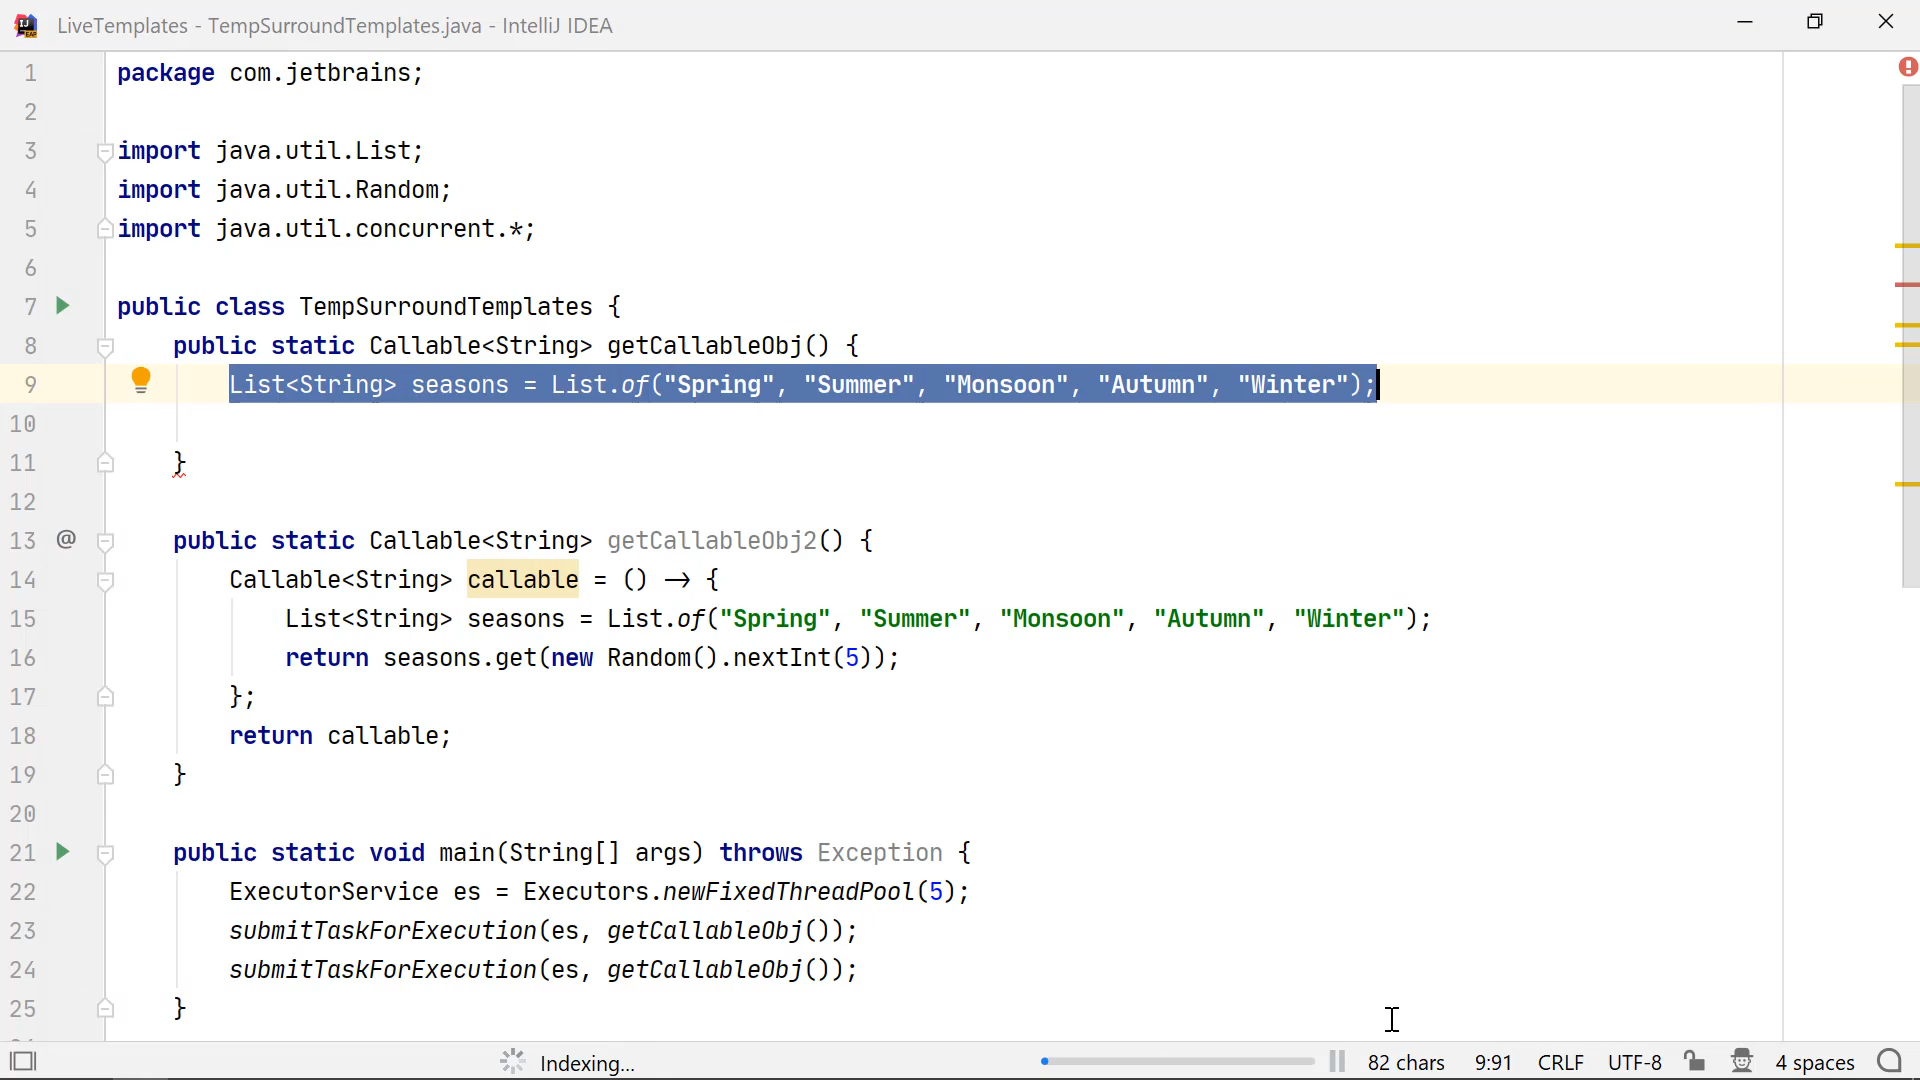 LiveTemplates - TempSurroundTemplates.java - IntelliJ IDEA
1 package com.jetbrains;
2
3 import java.util.List;
4 import java.util.Random;
5 import java.util.concurrent.*;
6
7 public class TempSurroundTemplates {
8 public static Callable<String> getCallableObj() {
9 List<String> seasons = List.of("Spring", "Summer", "Monsoon", "Autumn", "Winter");
10
11 }
12
13 @ public static Callable<String> getCallableObj2() {
14 Callable<String> callable = () → {
15 List<String> seasons = List.of("Spring", "Summer", "Monsoon", "Autumn", "Winter");
16 return seasons.get(new Random().nextInt(5));
17 };
18 return callable;
19 }
20
21 public static void main(String[] args) throws Exception {
22 ExecutorService es = Executors.newFixedThreadPool(5);
23 submitTaskForExecution(es, getCallableObj());
24 submitTaskForExecution(es, getCallableObj());
25 }
Indexing... 82 chars 9:91 CRLF UTF-8 4 spaces